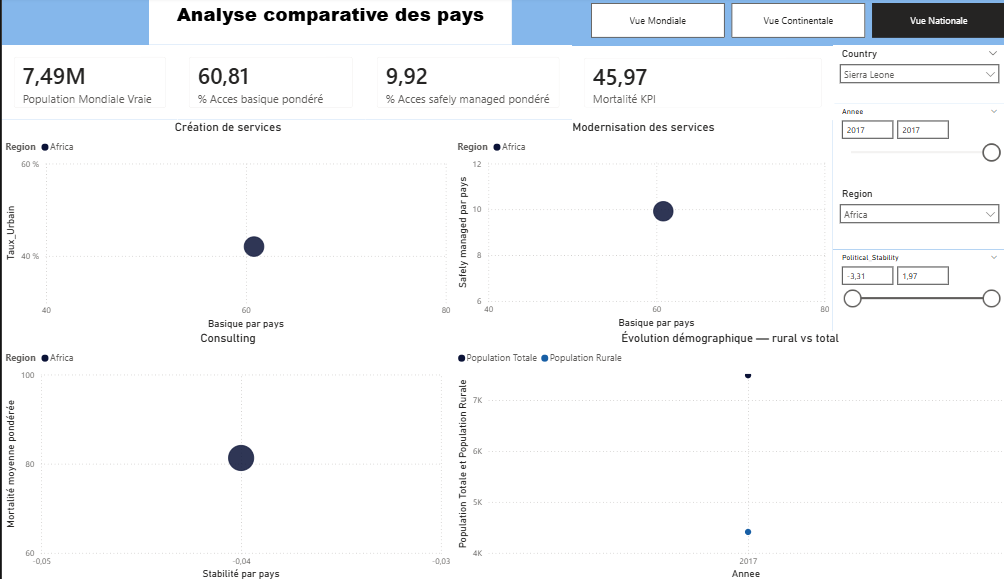 Analyse comparative des pays
Vue Mondiale
Vue Continentale
Vue Nationale
7,49M
Population Mondiale Vraie
60,81
% Acces basique pondéré
9,92
% Acces safely managed pondéré
45,97
Mortalité KPI
Country
Sierra Leone
Annee
2017
2017
Region
Africa
Political_Stability
-3,31
1,97
Création de services
Region
Africa
60 %
40 %
Taux_Urbain
40
60
80
Basique par pays
Modernisation des services
Region
Africa
12
10
8
6
Safely managed par pays
40
60
80
Basique par pays
Consulting
Region
Africa
100
80
60
Mortalité moyenne pondérée
-0,05
-0,04
-0,03
Stabilité par pays
Évolution démographique — rural vs total
Population Totale
Population Rurale
7K
6K
5K
4K
Population Totale et Population Rurale
2017
Annee